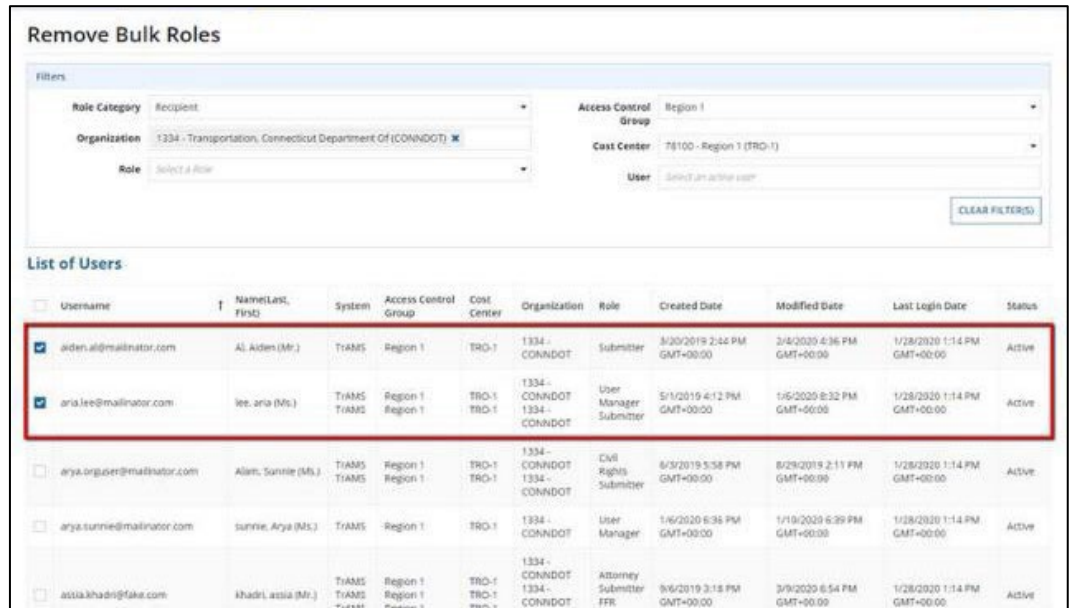 Remove Bulk Roles
Filters
Role Category Recipient Access Control Group Region 1
Organization 1334 - Transportation, Connecticut Department Of (CONNDOT) Cost Center 78100 - Region 1 (TRO-1)
Role Select a Role User Select an active user
CLEAR FILTER(S)
List of Users
Username Name(Last, First) System Access Control Group Cost Center Organization Role Created Date Modified Date Last Login Date Status
aiden.al@mailinator.com Al, Aiden (Mr.) TrAMS Region 1 TRO-1 1334 - CONNDOT Submitter 3/20/2019 2:44 PM GMT+00:00 2/4/2020 4:36 PM GMT+00:00 1/28/2020 1:14 PM GMT+00:00 Active
aria.lee@mailinator.com lee, aria (Ms.) TrAMS TrAMS Region 1 Region 1 TRO-1 TRO-1 1334 - CONNDOT 1334 - CONNDOT User Manager Submitter 5/1/2019 4:12 PM GMT+00:00 1/6/2020 8:32 PM GMT+00:00 1/28/2020 1:14 PM GMT+00:00 Active
arya.orguser@mailinator.com Alam, Sunnie (Ms.) TrAMS TrAMS Region 1 Region 1 TRO-1 TRO-1 1334 - CONNDOT 1334 - CONNDOT Civil Rights Submitter 6/3/2019 5:58 PM GMT+00:00 8/29/2019 2:11 PM GMT+00:00 1/28/2020 1:14 PM GMT+00:00 Active
arya.sunnie@mailinator.com sunnie, Arya (Ms.) TrAMS Region 1 TRO-1 1334 - CONNDOT User Manager 1/6/2020 6:36 PM GMT+00:00 1/10/2020 6:39 PM GMT+00:00 1/28/2020 1:14 PM GMT+00:00 Active
assia.khadri@fake.com khadri, assia (Mr.) TrAMS TrAMS Region 1 Region 1 TRO-1 TRO-1 1334 - CONNDOT 1334 - CONNDOT Attorney Submitter FFR 9/6/2019 3:18 PM GMT+00:00 3/9/2020 6:54 PM GMT+00:00 1/28/2020 1:14 PM GMT+00:00 Active